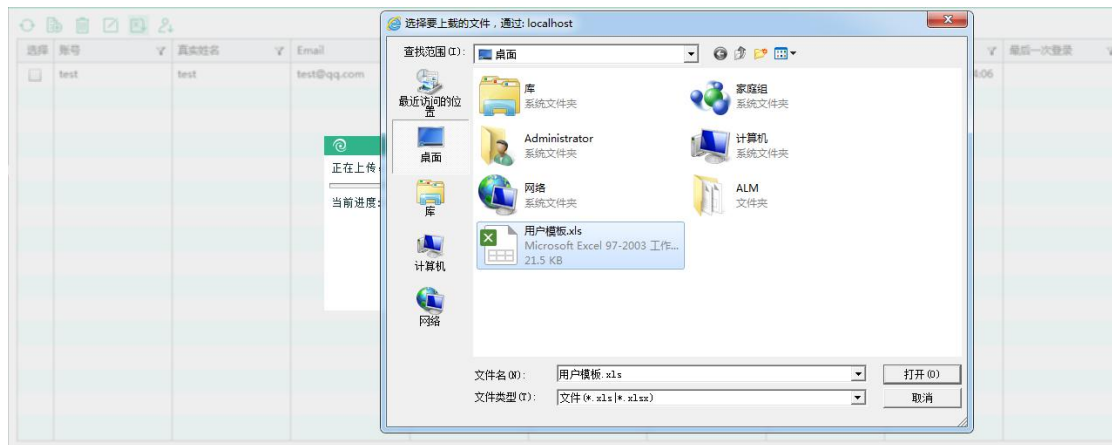 选择要上载的文件，通过: localhost
选择 账号 真实姓名 Email 最后一次登录
test test test@qq.com 4:06
正在上传
当前进度:
查找范围(I): 桌面
最近访问的位置
桌面
库
计算机
网络
库
系统文件夹
家庭组
系统文件夹
Administrator
系统文件夹
计算机
系统文件夹
网络
系统文件夹
ALM
文件夹
用户模板.xls
Microsoft Excel 97-2003 工作...
21.5 KB
文件名(N): 用户模板.xls 打开(O)
文件类型(T): 文件(*.xls|*.xlsx) 取消